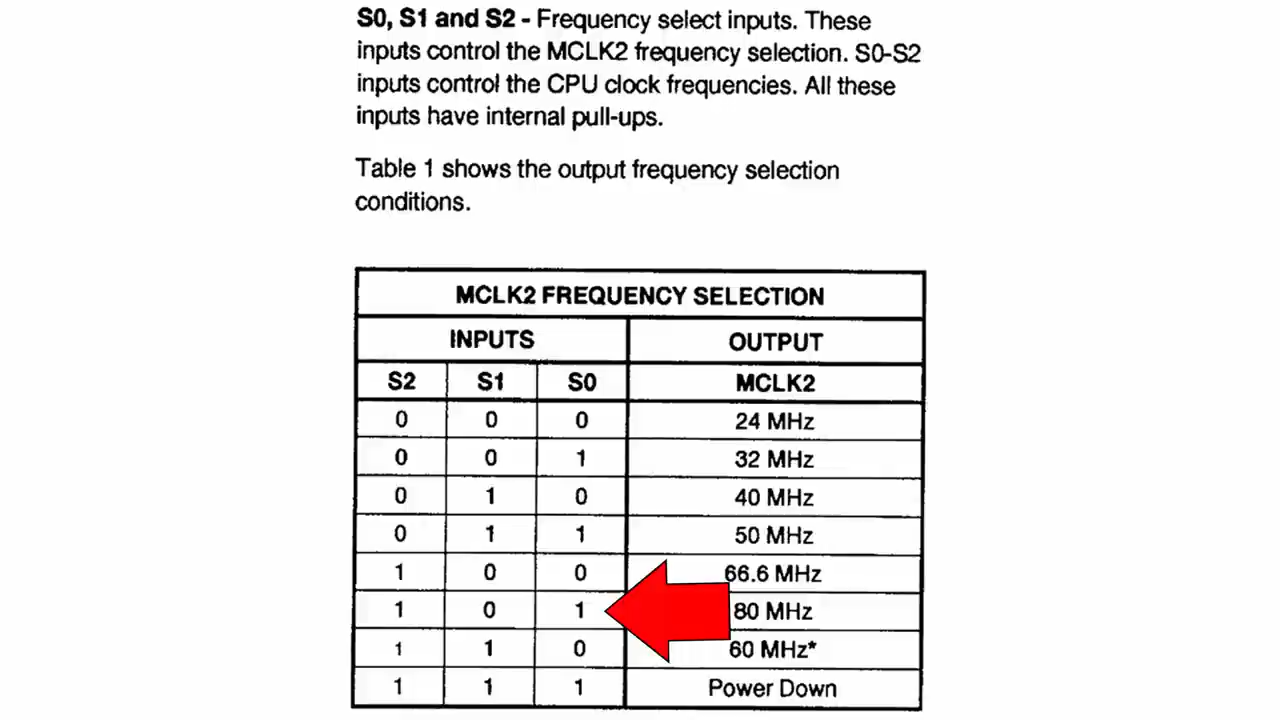 S0, S1 and S2 - Frequency select inputs. These
inputs control the MCLK2 frequency selection. S0-S2
inputs control the CPU clock frequencies. All these
inputs have internal pull-ups.
Table 1 shows the output frequency selection
conditions.
MCLK2 FREQUENCY SELECTION
INPUTS OUTPUT
S2 S1 S0 MCLK2
0 0 0 24 MHz
0 0 1 32 MHz
0 1 0 40 MHz
0 1 1 50 MHz
1 0 0 66.6 MHz
1 0 1 80 MHz
1 1 0 60 MHz*
1 1 1 Power Down